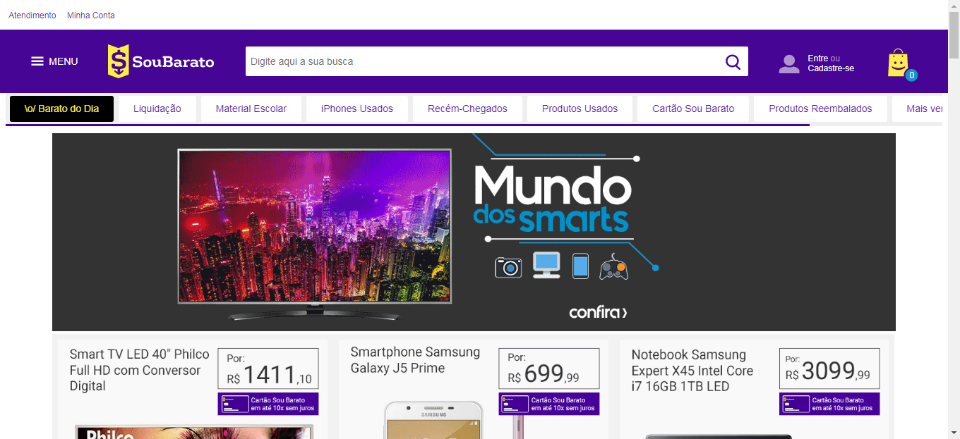 Atendimento Minha Conta
MENU
SouBarato
Digite aqui a sua busca
Entre ou
Cadastre-se
0
\o/ Barato do Dia
Liquidação
Material Escolar
iPhones Usados
Recém-Chegados
Produtos Usados
Cartão Sou Barato
Produtos Reembalados
Mais ver
Mundo
dos smarts
confira
Smart TV LED 40" Philco
Full HD com Conversor
Digital
Por:
R$ 1411,10
Cartão Sou Barato
em até 10x sem juros
Philco
Smartphone Samsung
Galaxy J5 Prime
Por:
R$ 699,99
Cartão Sou Barato
em até 10x sem juros
SAMSUNG
Notebook Samsung
Expert X45 Intel Core
i7 16GB 1TB LED
Por:
R$ 3099,99
Cartão Sou Barato
em até 10x sem juros